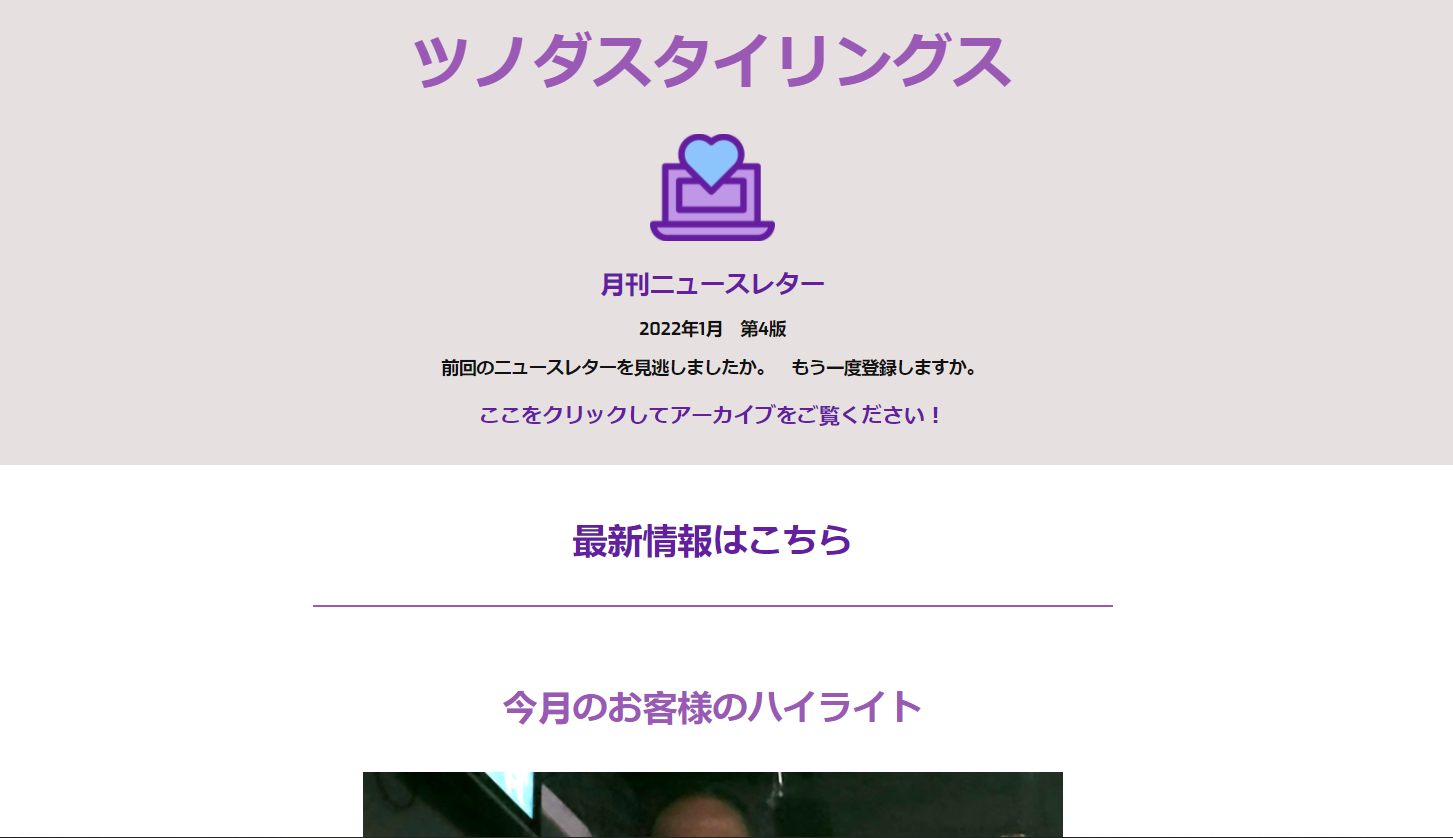 ツノダスタイリングス
月刊ニュースレター
2022年1月　第4版
前回のニュースレターを見逃しましたか。　もう一度登録しますか。
ここをクリックしてアーカイブをご覧ください！
最新情報はこちら
今月のお客様のハイライト